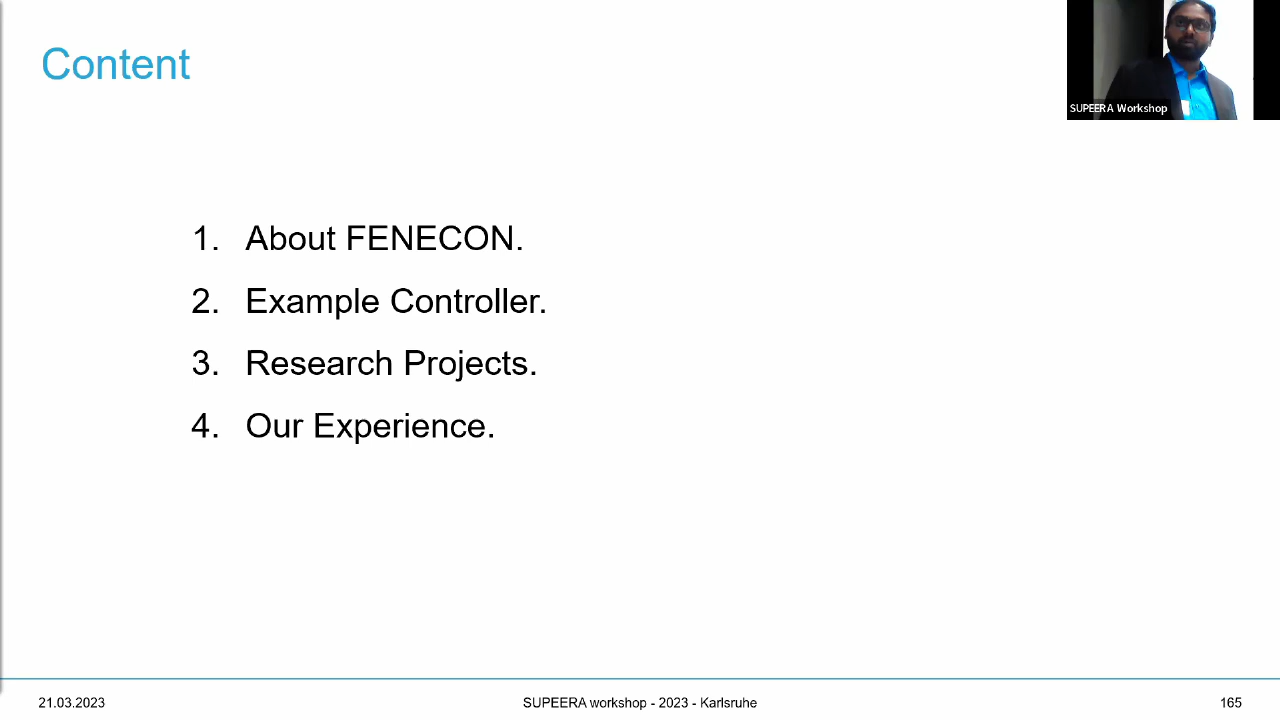 Content
SUPEERA Workshop
1. About FENECON.
2. Example Controller.
3. Research Projects.
4. Our Experience.
21.03.2023
SUPEERA workshop - 2023 - Karlsruhe
165